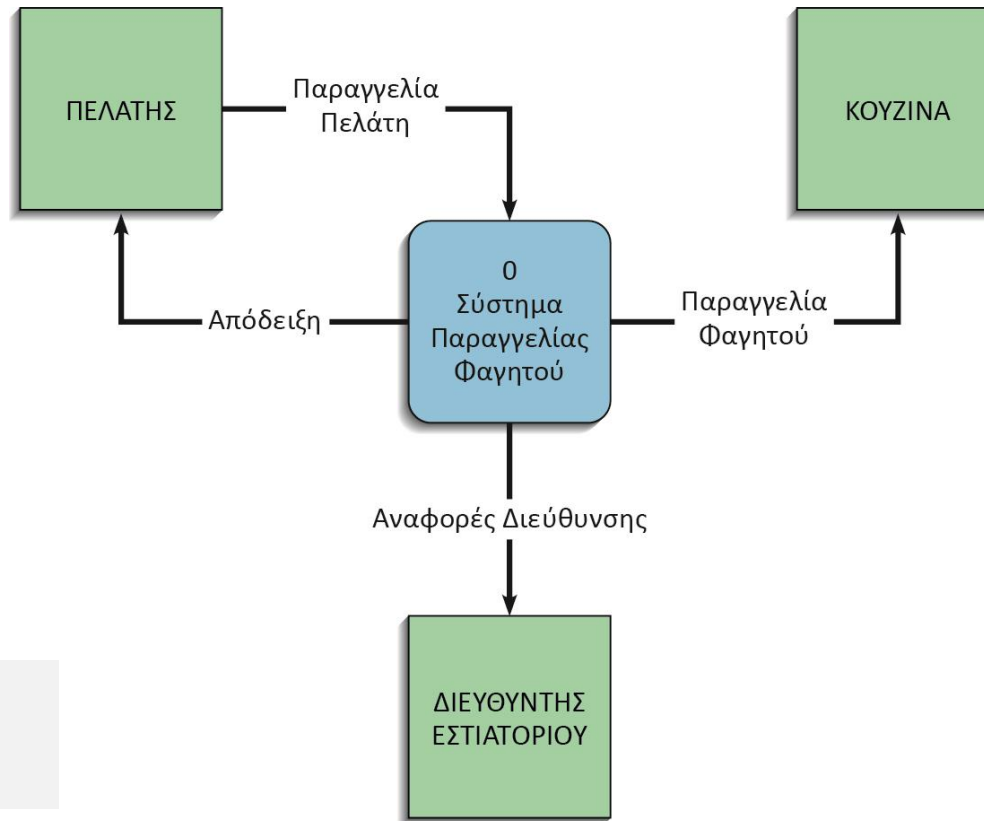 ΠΕΛΑΤΗΣ
Παραγγελία
Πελάτη
ΚΟΥΖΙΝΑ
0
Σύστημα
Παραγγελίας
Φαγητού
Απόδειξη
Παραγγελία
Φαγητού
Αναφορές Διεύθυνσης
ΔΙΕΥΘΥΝΤΗΣ
ΕΣΤΙΑΤΟΡΙΟΥ